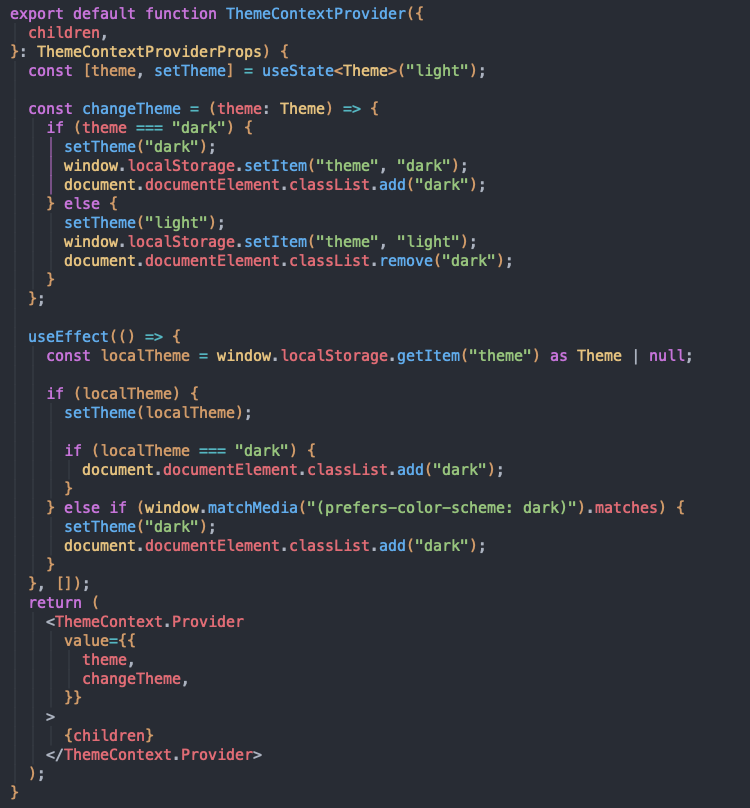 export default function ThemeContextProvider({
  children,
}: ThemeContextProviderProps) {
  const [theme, setTheme] = useState<Theme>("light");

  const changeTheme = (theme: Theme) => {
    if (theme === "dark") {
      setTheme("dark");
      window.localStorage.setItem("theme", "dark");
      document.documentElement.classList.add("dark");
    } else {
      setTheme("light");
      window.localStorage.setItem("theme", "light");
      document.documentElement.classList.remove("dark");
    }
  };

  useEffect(() => {
    const localTheme = window.localStorage.getItem("theme") as Theme | null;

    if (localTheme) {
      setTheme(localTheme);

      if (localTheme === "dark") {
        document.documentElement.classList.add("dark");
      }
    } else if (window.matchMedia("(prefers-color-scheme: dark)").matches) {
      setTheme("dark");
      document.documentElement.classList.add("dark");
    }
  }, []);
  return (
    <ThemeContext.Provider
      value={{
        theme,
        changeTheme,
      }}
    >
      {children}
    </ThemeContext.Provider>
  );
}